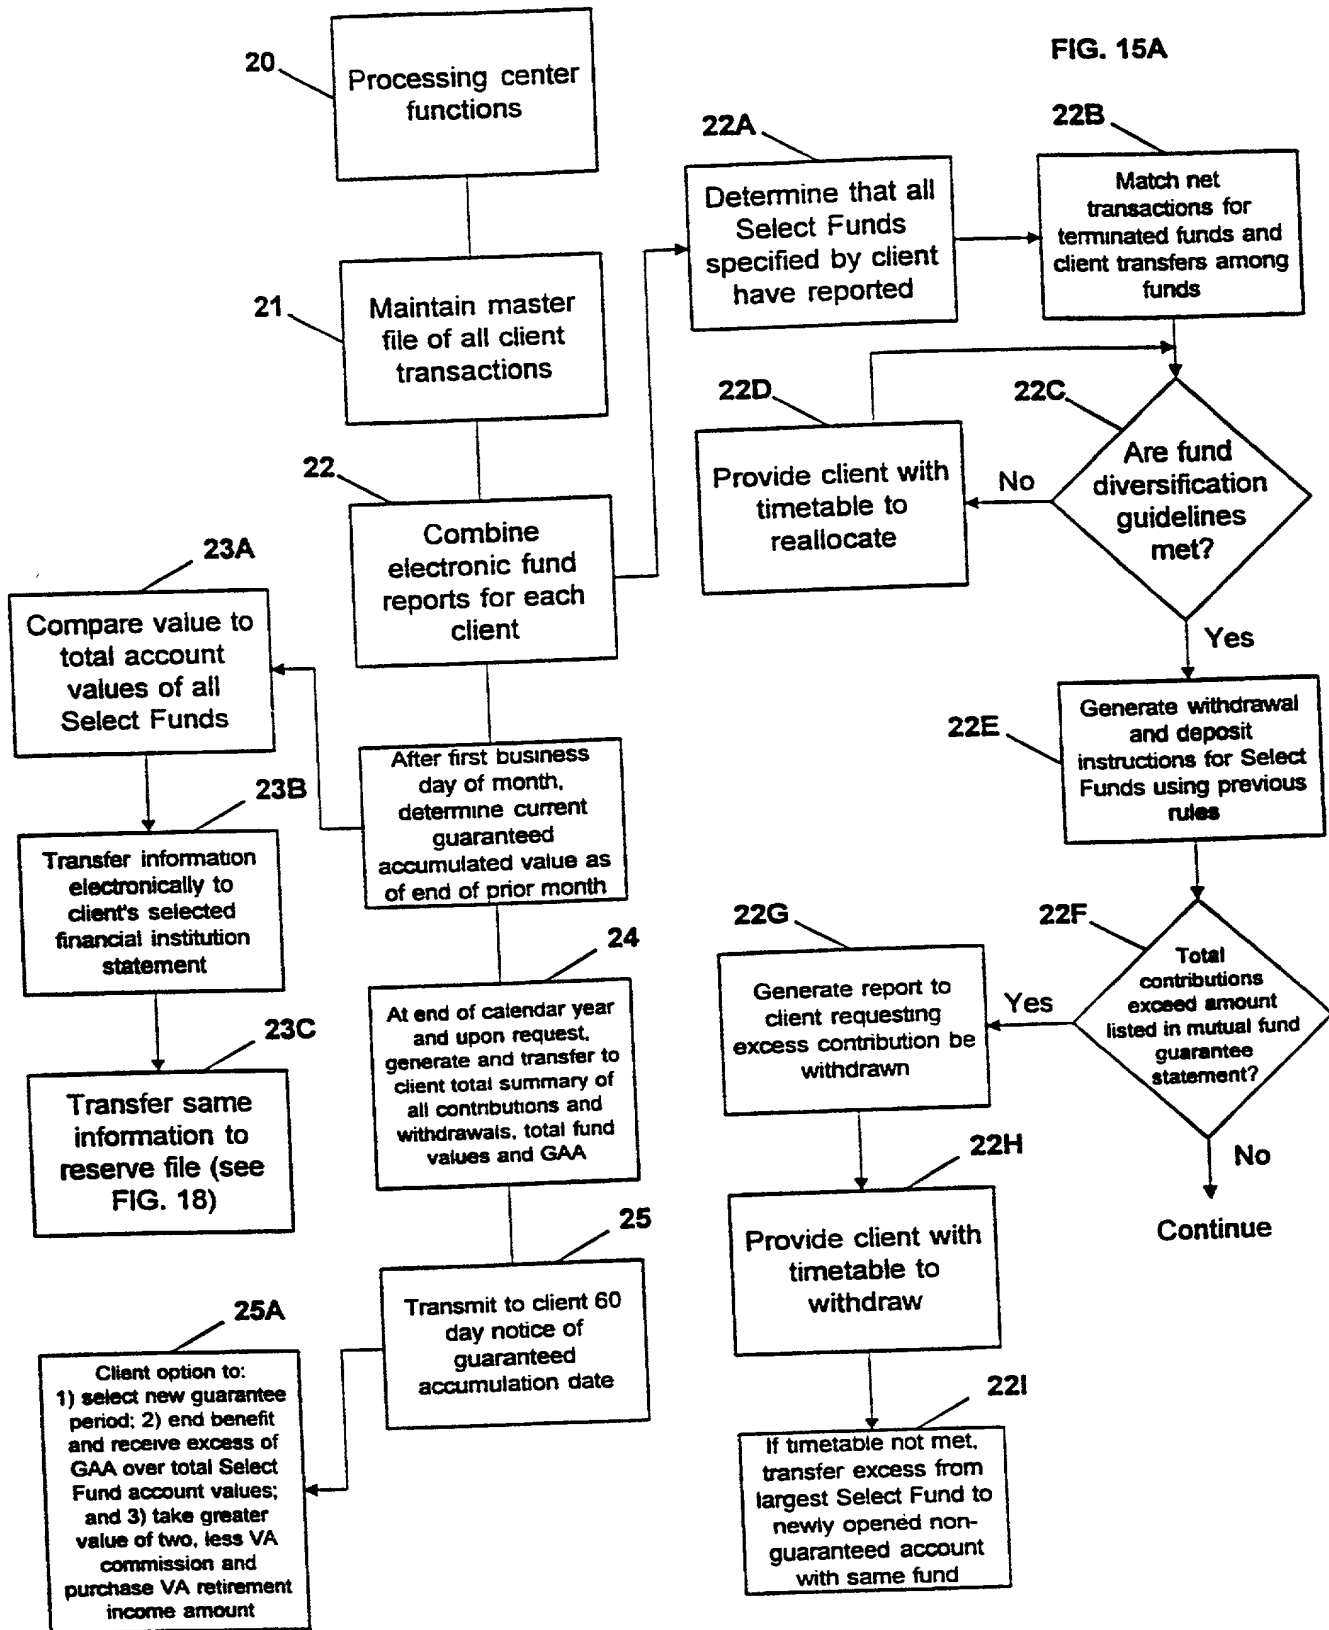 FIG. 15A
20
Processing center
functions
21
Maintain master
file of all client
transactions
22
Combine
electronic fund
reports for each
client
22A
Determine that all
Select Funds
specified by client
have reported
22B
Match net
transactions for
terminated funds and
client transfers among
funds
22C
Are fund
diversification
guidelines
met?
No
Yes
22D
Provide client with
timetable to
reallocate
22E
Generate withdrawal
and deposit
instructions for Select
Funds using previous
rules
22F
Total
contributions
exceed amount
listed in mutual fund
guarantee
statement?
Yes
No
Continue
22G
Generate report to
client requesting
excess contribution be
withdrawn
22H
Provide client with
timetable to
withdraw
22I
If timetable not met,
transfer excess from
largest Select Fund to
newly opened non-
guaranteed account
with same fund
After first business
day of month,
determine current
guaranteed
accumulated value as
of end of prior month
23A
Compare value to
total account
values of all
Select Funds
23B
Transfer information
electronically to
client's selected
financial institution
statement
23C
Transfer same
information to
reserve file (see
FIG. 18)
24
At end of calendar year
and upon request,
generate and transfer to
client total summary of
all contributions and
withdrawals, total fund
values and GAA
25
Transmit to client 60
day notice of
guaranteed
accumulation date
25A
Client option to:
1) select new guarantee
period; 2) end benefit
and receive excess of
GAA over total Select
Fund account values;
and 3) take greater
value of two, less VA
commission and
purchase VA retirement
income amount